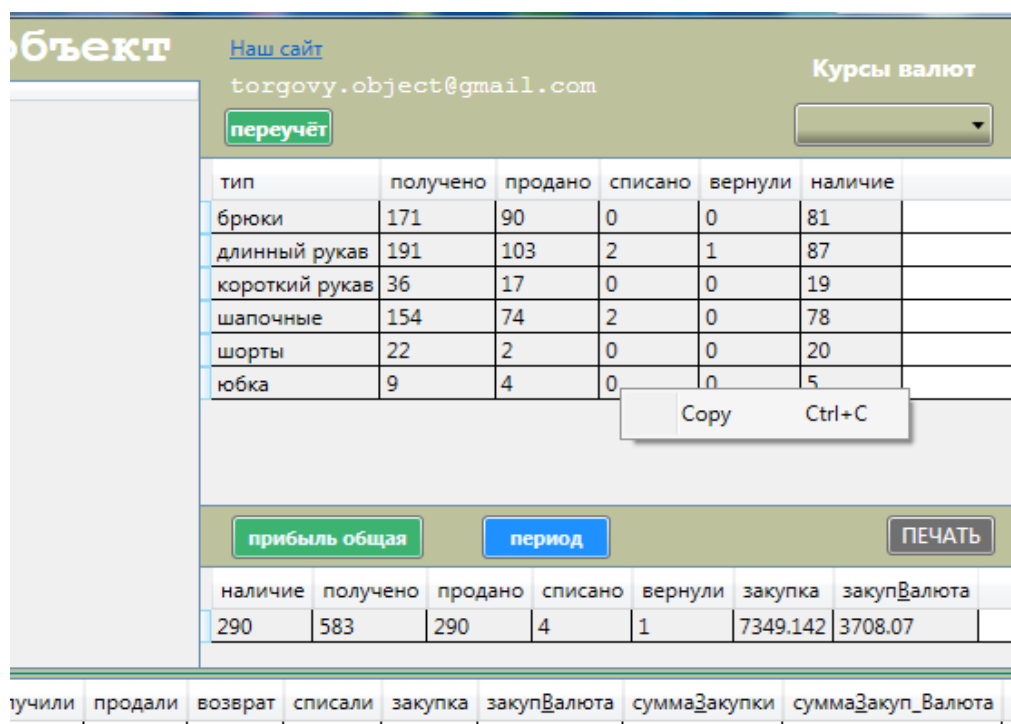 объект
Наш сайт
torgovy.object@gmail.com
Курсы валют
переучёт
тип получено продано списано вернули наличие
брюки 171 90 0 0 81
длинный рукав 191 103 2 1 87
короткий рукав 36 17 0 0 19
шапочные 154 74 2 0 78
шорты 22 2 0 0 20
юбка 9 4 0 0 5
Copy Ctrl+C
прибыль общая период ПЕЧАТЬ
наличие получено продано списано вернули закупка закупВалюта
290 583 290 4 1 7349.142 3708.07
лучили продали возврат списали закупка закупВалюта суммаЗакупки суммаЗакуп_Валюта